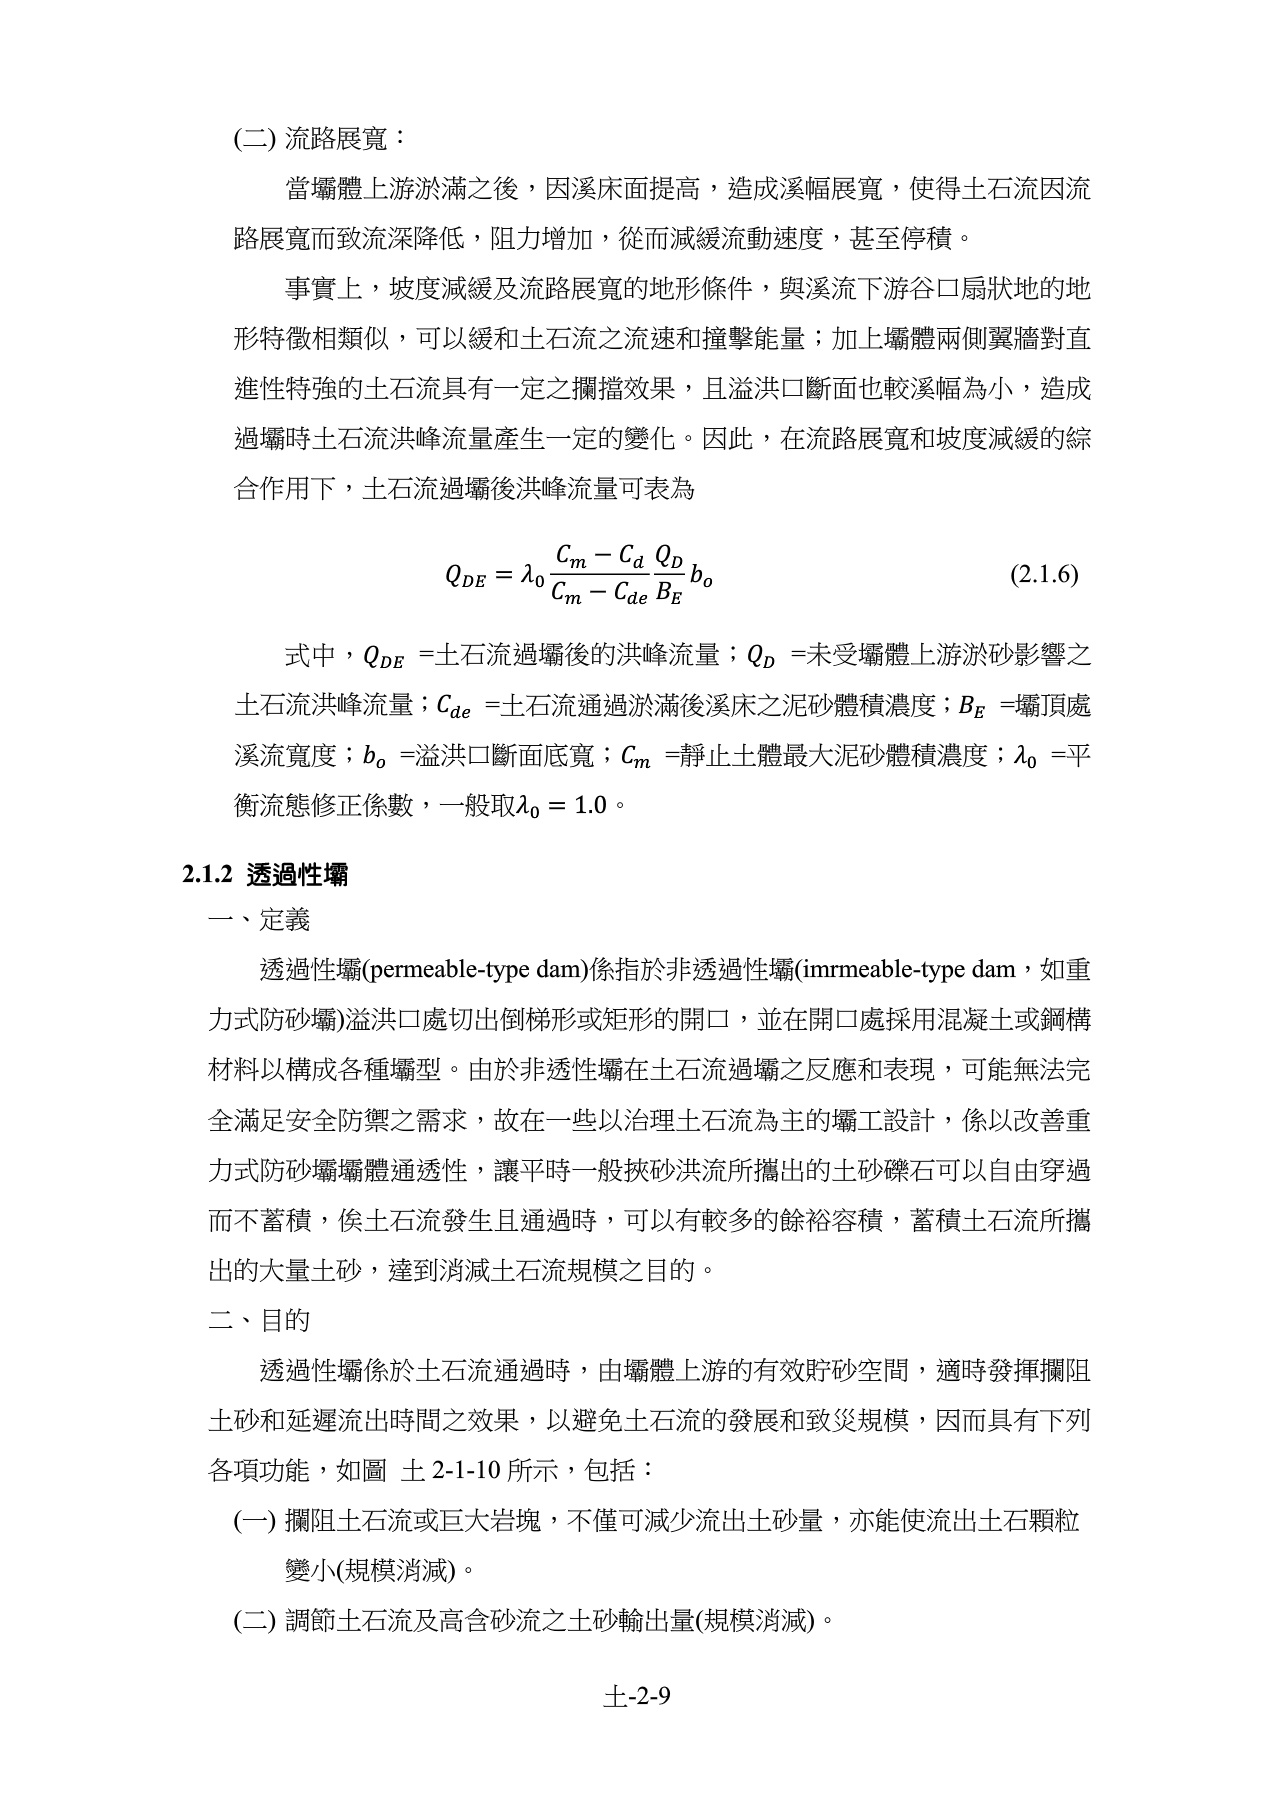 (二) 流路展寬：
當壩體上游淤滿之後，因溪床面提高，造成溪幅展寬，使得土石流因流
路展寬而致流深降低，阻力增加，從而減緩流動速度，甚至停積。
事實上，坡度減緩及流路展寬的地形條件，與溪流下游谷口扇狀地的地
形特徵相類似，可以緩和土石流之流速和撞擊能量；加上壩體兩側翼牆對直
進性特強的土石流具有一定之攔擋效果，且溢洪口斷面也較溪幅為小，造成
過壩時土石流洪峰流量產生一定的變化。因此，在流路展寬和坡度減緩的綜
合作用下，土石流過壩後洪峰流量可表為
$Q_{DE} = \lambda_0 \frac{C_m - C_d}{C_m - C_{de}} \frac{Q_D}{B_E} b_o$ (2.1.6)
式中，$Q_{DE}$ =土石流過壩後的洪峰流量；$Q_D$ =未受壩體上游淤砂影響之
土石流洪峰流量；$C_{de}$ =土石流通過淤滿後溪床之泥砂體積濃度；$B_E$ =壩頂處
溪流寬度；$b_o$ =溢洪口斷面底寬；$C_m$ =靜止土體最大泥砂體積濃度；$\lambda_0$ =平
衡流態修正係數，一般取$\lambda_0 = 1.0$。
2.1.2 透過性壩
一、定義
透過性壩(permeable-type dam)係指於非透過性壩(imrmeable-type dam，如重
力式防砂壩)溢洪口處切出倒梯形或矩形的開口，並在開口處採用混凝土或鋼構
材料以構成各種壩型。由於非透性壩在土石流過壩之反應和表現，可能無法完
全滿足安全防禦之需求，故在一些以治理土石流為主的壩工設計，係以改善重
力式防砂壩壩體通透性，讓平時一般挾砂洪流所攜出的土砂礫石可以自由穿過
而不蓄積，俟土石流發生且通過時，可以有較多的餘裕容積，蓄積土石流所攜
出的大量土砂，達到消減土石流規模之目的。
二、目的
透過性壩係於土石流通過時，由壩體上游的有效貯砂空間，適時發揮攔阻
土砂和延遲流出時間之效果，以避免土石流的發展和致災規模，因而具有下列
各項功能，如圖 土 2-1-10 所示，包括：
(一) 攔阻土石流或巨大岩塊，不僅可減少流出土砂量，亦能使流出土石顆粒
變小(規模消減)。
(二) 調節土石流及高含砂流之土砂輸出量(規模消減)。
土-2-9